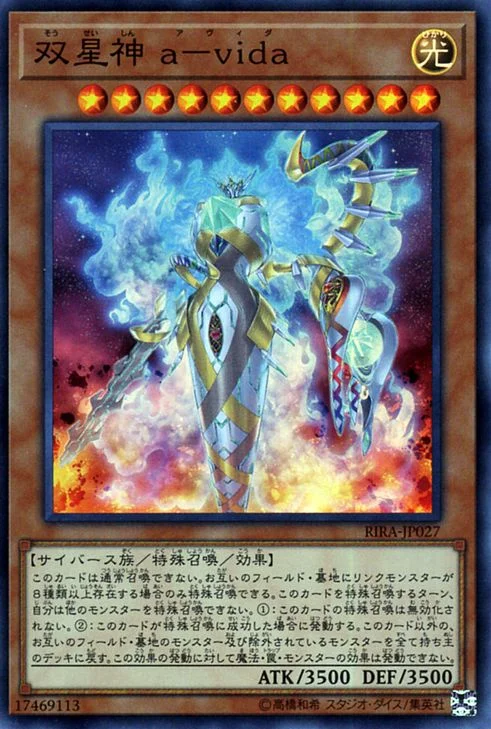 そうせいしん アヴィダ
双星神 a－vida
ひかり
光
RIRA-JP027
【サイバース族／特殊召喚／効果】
このカードは通常召喚できない。お互いのフィールド・墓地にリンクモンスターが
８種類以上存在する場合のみ特殊召喚できる。このカードを特殊召喚するターン、
自分は他のモンスターを特殊召喚できない。①：このカードの特殊召喚は無効化さ
れない。②：このカードが特殊召喚に成功した場合に発動する。このカード以外の、
お互いのフィールド・墓地のモンスター及び除外されているモンスターを全て持ち主
のデッキに戻す。この効果の発動に対して魔法・罠・モンスターの効果は発動できない。
ATK/3500 DEF/3500
17469113 ©高橋和希 スタジオ・ダイス/集英社